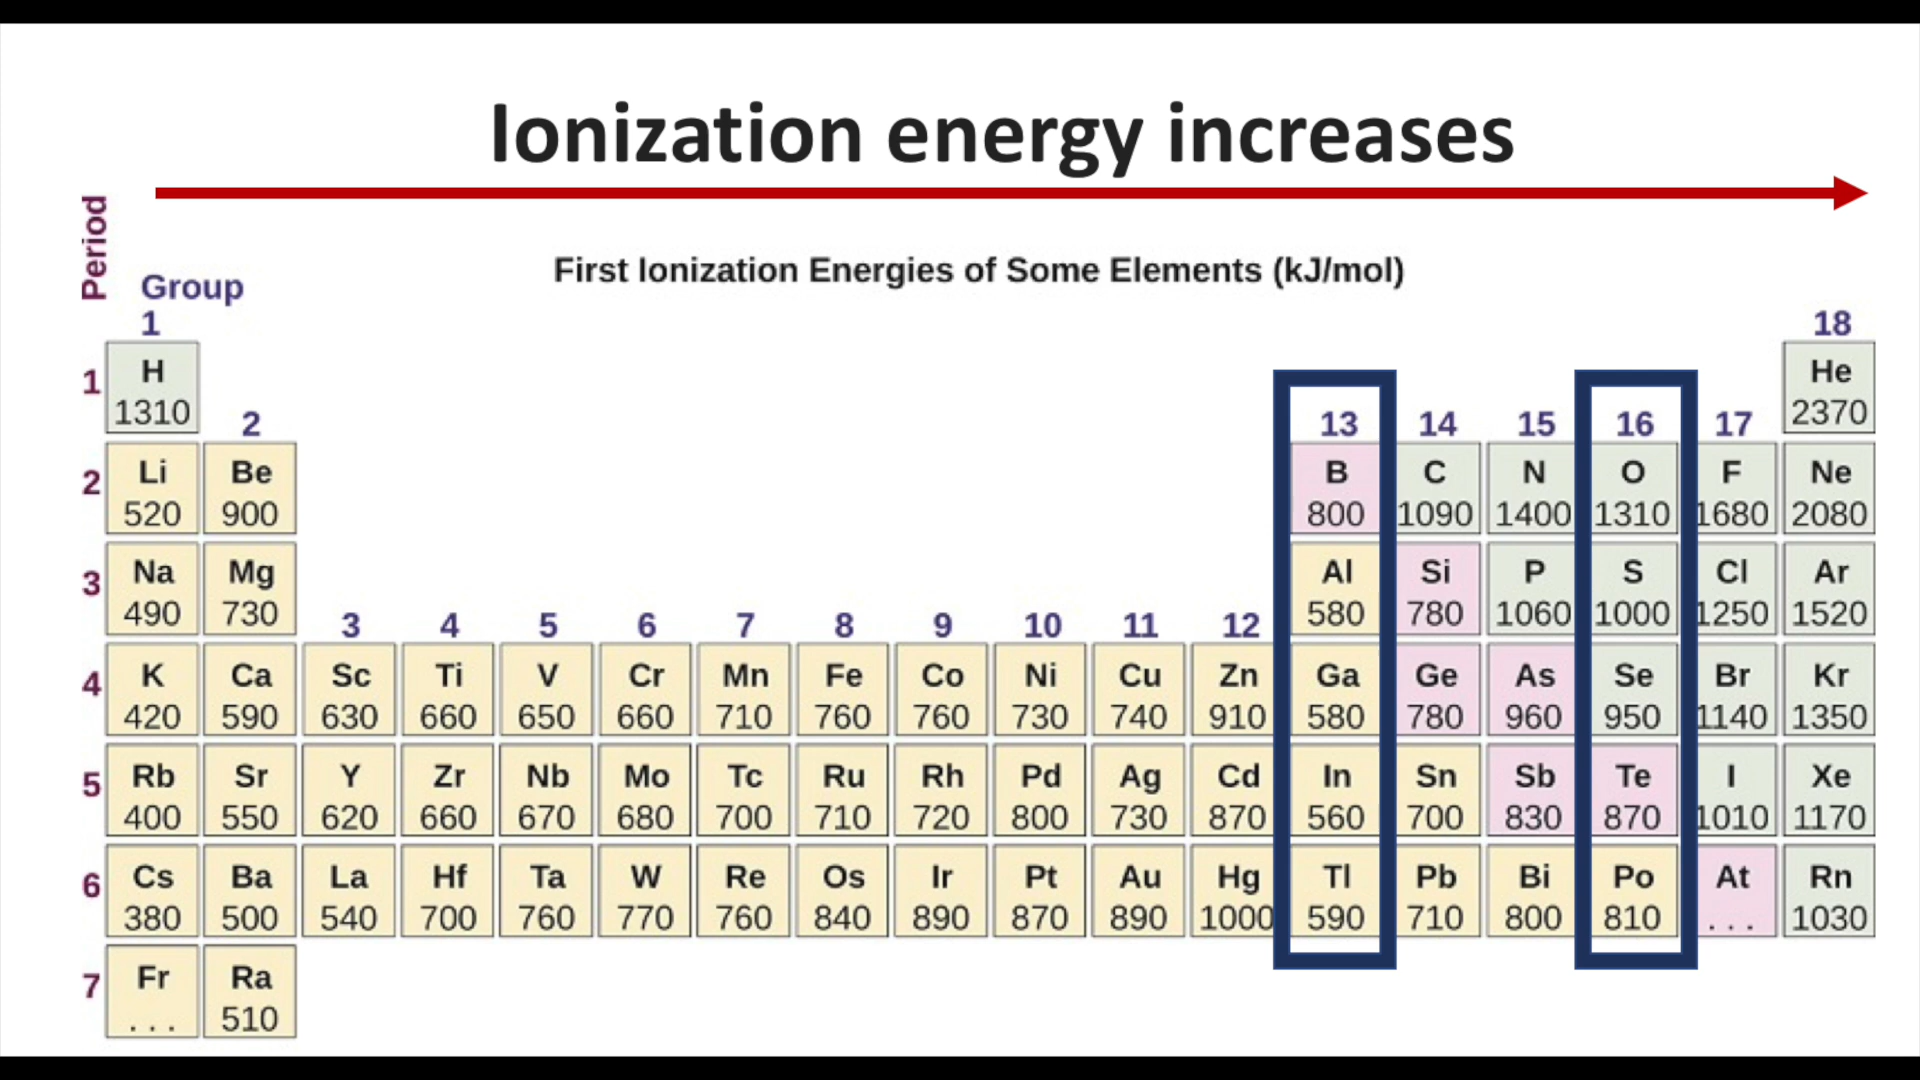 Ionization energy increases
Period
First Ionization Energies of Some Elements (kJ/mol)
Group
1 18
1 H He
1310 2370
2 13 14 15 16 17
2 Li Be B C N O F Ne
520 900 800 1090 1400 1310 1680 2080
3 Na Mg Al Si P S Cl Ar
490 730 580 780 1060 1000 1250 1520
3 4 5 6 7 8 9 10 11 12
4 K Ca Sc Ti V Cr Mn Fe Co Ni Cu Zn Ga Ge As Se Br Kr
420 590 630 660 650 660 710 760 760 730 740 910 580 780 960 950 1140 1350
5 Rb Sr Y Zr Nb Mo Tc Ru Rh Pd Ag Cd In Sn Sb Te I Xe
400 550 620 660 670 680 700 710 720 800 730 870 560 700 830 870 1010 1170
6 Cs Ba La Hf Ta W Re Os Ir Pt Au Hg Tl Pb Bi Po At Rn
380 500 540 700 760 770 760 840 890 870 890 1000 590 710 800 810 . . . 1030
7 Fr Ra
. . . 510